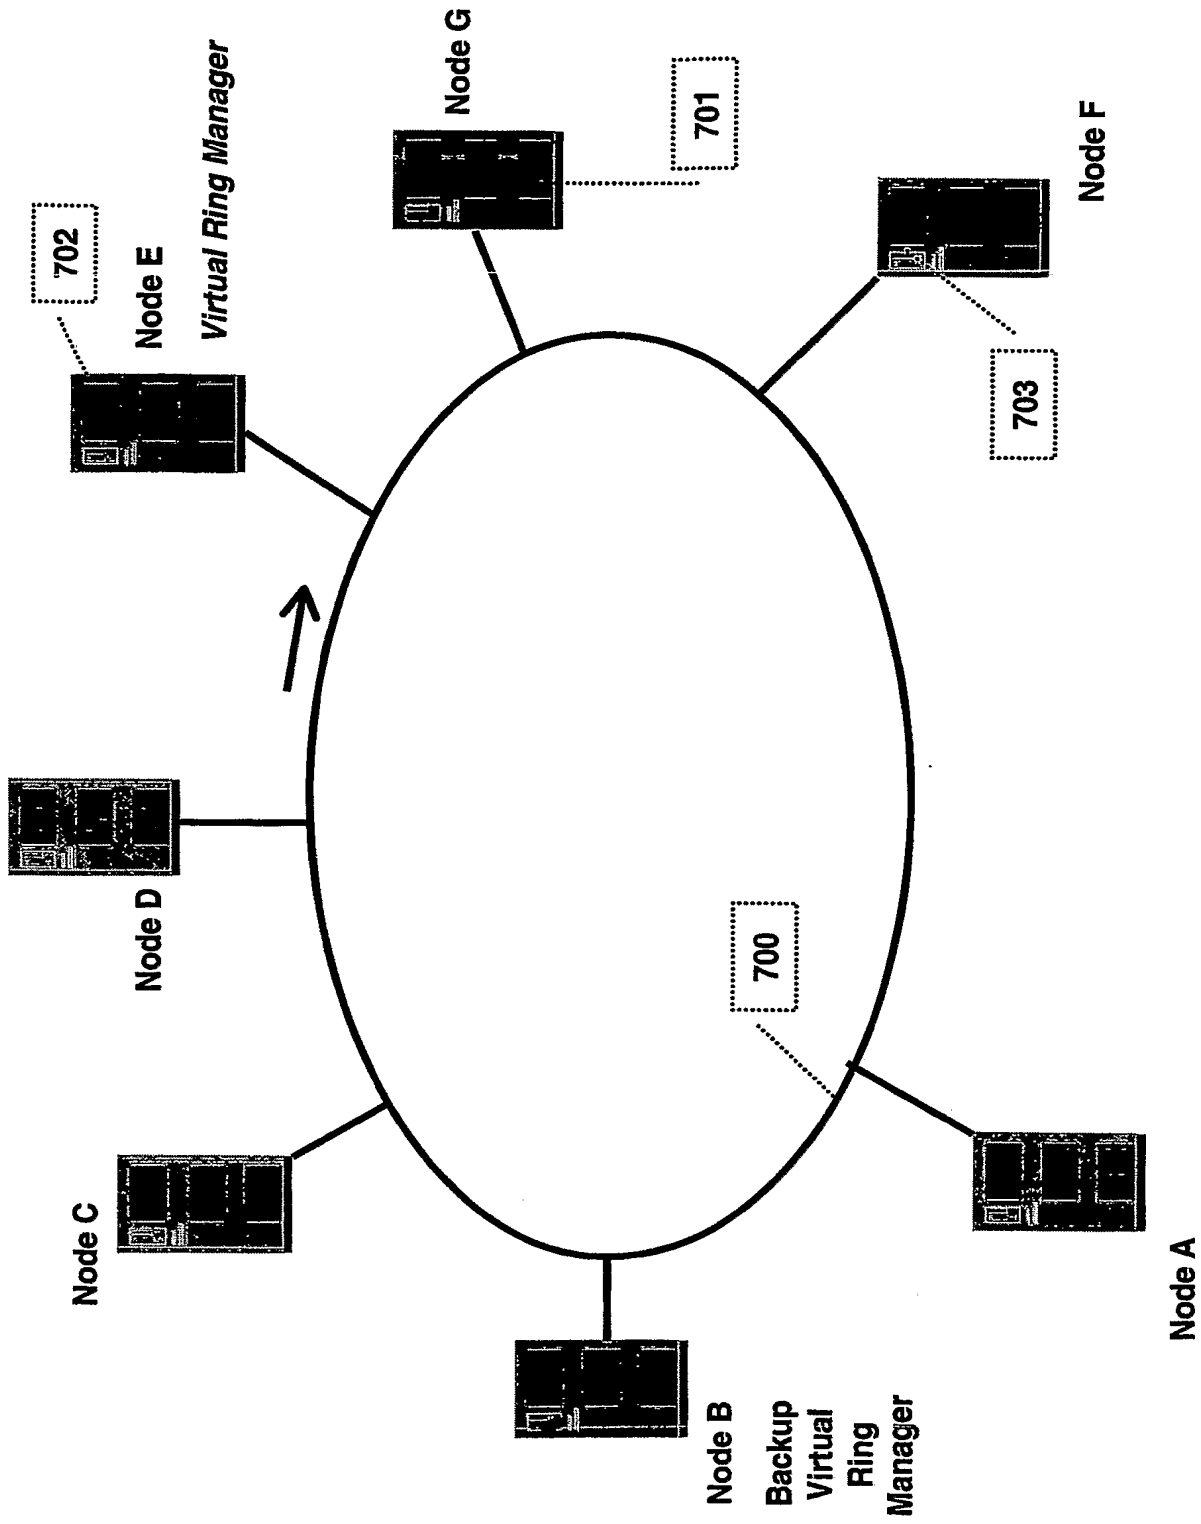 702
Node E
Virtual Ring Manager
Node G
701
Node D
Node C
Node F
703
700
Node B
Backup
Virtual
Ring
Manager
Node A